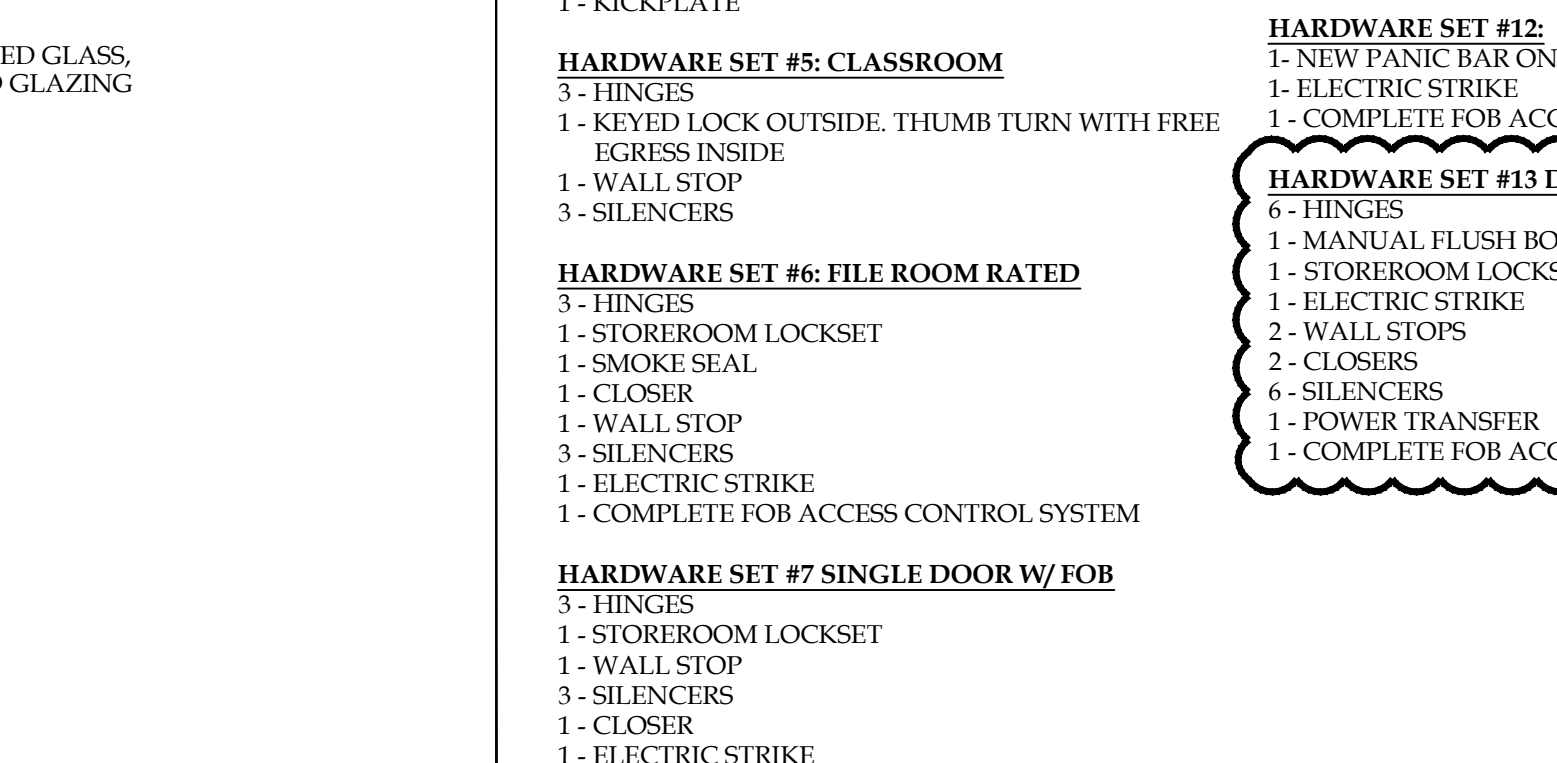 ED GLASS,
GLAZING
1 - KICKPLATE
HARDWARE SET #5: CLASSROOM
3 - HINGES
1 - KEYED LOCK OUTSIDE. THUMB TURN WITH FREE
EGRESS INSIDE
1 - WALL STOP
3 - SILENCERS
HARDWARE SET #6: FILE ROOM RATED
3 - HINGES
1 - STOREROOM LOCKSET
1 - SMOKE SEAL
1 - CLOSER
1 - WALL STOP
3 - SILENCERS
1 - ELECTRIC STRIKE
1 - COMPLETE FOB ACCESS CONTROL SYSTEM
HARDWARE SET #7 SINGLE DOOR W/ FOB
3 - HINGES
1 - STOREROOM LOCKSET
1 - WALL STOP
3 - SILENCERS
1 - CLOSER
1 - ELECTRIC STRIKE
HARDWARE SET #12:
1- NEW PANIC BAR ON
1- ELECTRIC STRIKE
1 - COMPLETE FOB ACC
HARDWARE SET #13 D
6 - HINGES
1 - MANUAL FLUSH BO
1 - STOREROOM LOCKS
1 - ELECTRIC STRIKE
2 - WALL STOPS
2 - CLOSERS
6 - SILENCERS
1 - POWER TRANSFER
1 - COMPLETE FOB ACC